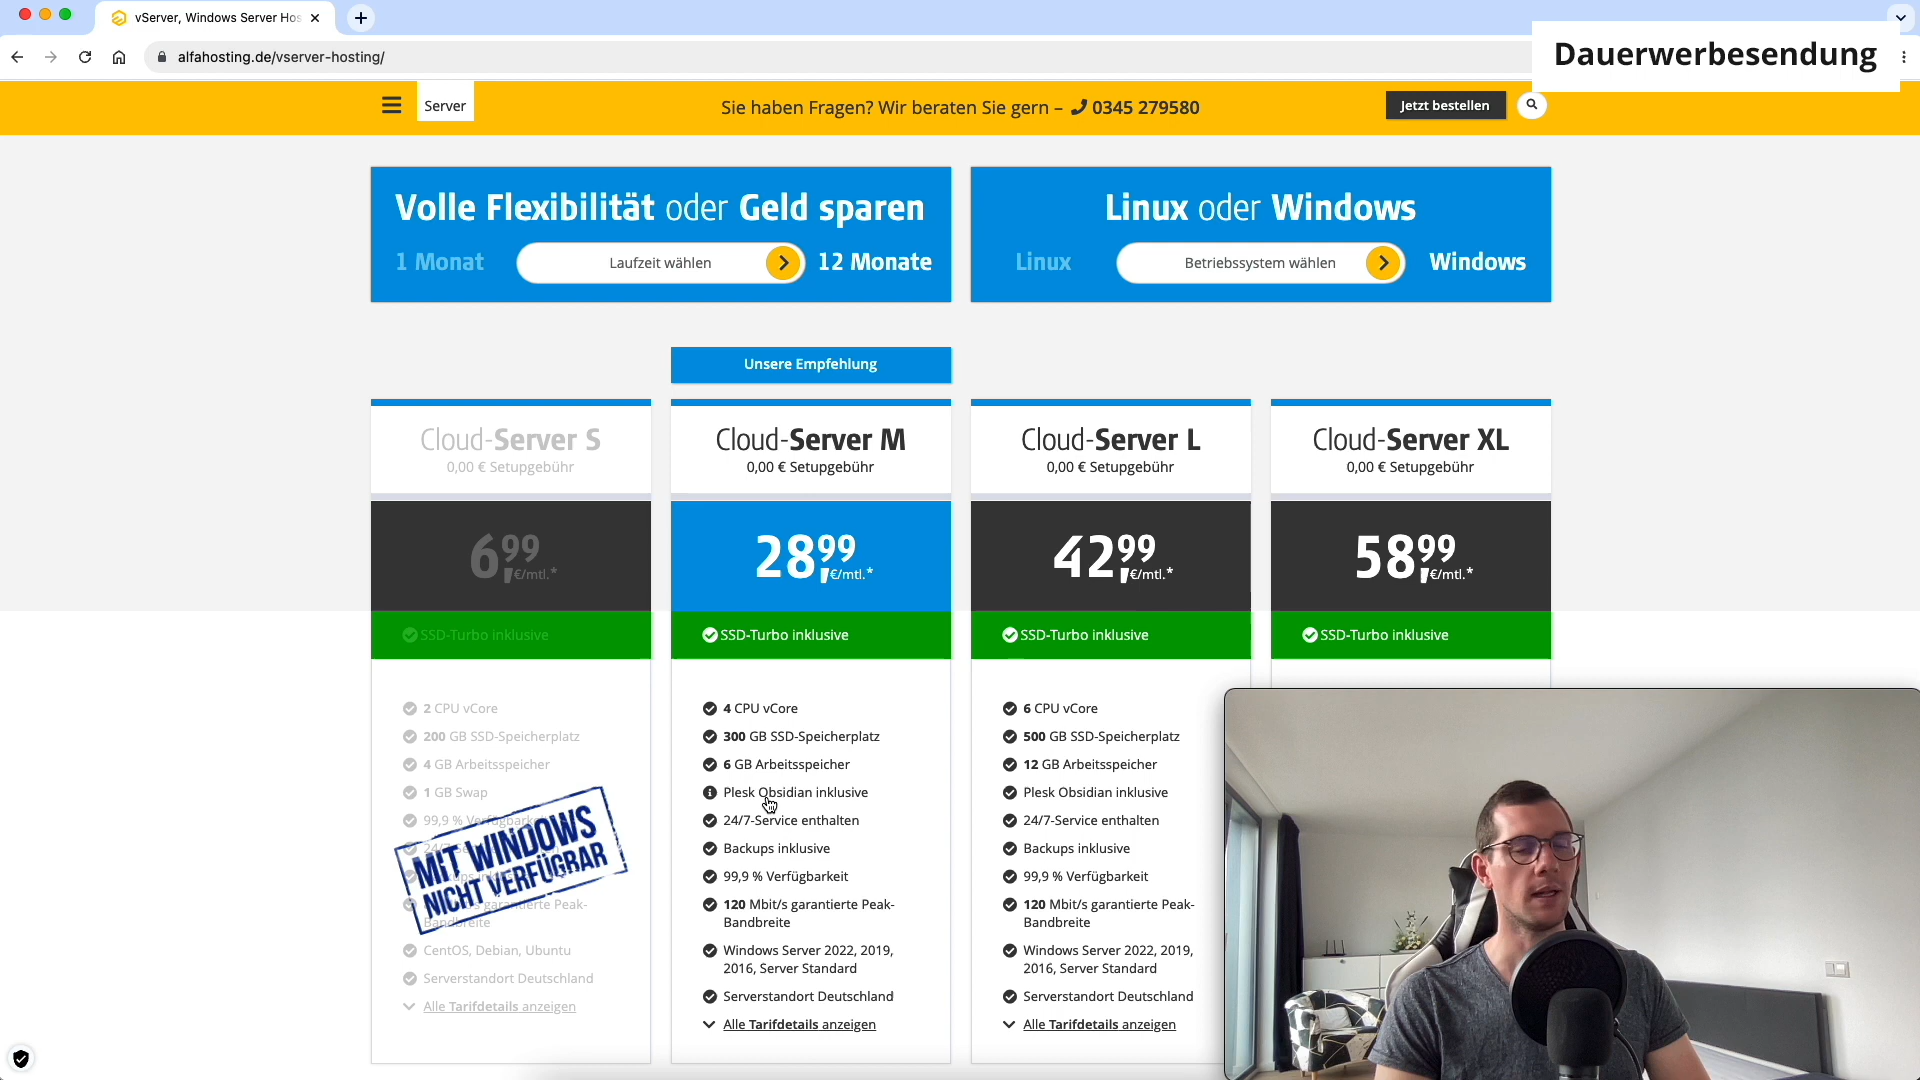 vServer, Windows Server Hos
alfahosting.de/vserver-hosting/
Dauerwerbesendung
Server
Sie haben Fragen? Wir beraten Sie gern – 0345 279580
Jetzt bestellen
Volle Flexibilität oder Geld sparen
1 Monat
Laufzeit wählen
12 Monate
Linux oder Windows
Linux
Betriebssystem wählen
Windows
Unsere Empfehlung
Cloud-Server S
0,00 € Setupgebühr
6,99 €/mtl.*
SSD-Turbo inklusive
2 CPU vCore
200 GB SSD-Speicherplatz
4 GB Arbeitsspeicher
1 GB Swap
99,9 % Verfügbarkeit
MIT WINDOWS
NICHT VERFÜGBAR
garantierte Peak-
Bandbreite
CentOS, Debian, Ubuntu
Serverstandort Deutschland
Alle Tarifdetails anzeigen
Cloud-Server M
0,00 € Setupgebühr
28,99 €/mtl.*
SSD-Turbo inklusive
4 CPU vCore
300 GB SSD-Speicherplatz
6 GB Arbeitsspeicher
Plesk Obsidian inklusive
24/7-Service enthalten
Backups inklusive
99,9 % Verfügbarkeit
120 Mbit/s garantierte Peak-
Bandbreite
Windows Server 2022, 2019,
2016, Server Standard
Serverstandort Deutschland
Alle Tarifdetails anzeigen
Cloud-Server L
0,00 € Setupgebühr
42,99 €/mtl.*
SSD-Turbo inklusive
6 CPU vCore
500 GB SSD-Speicherplatz
12 GB Arbeitsspeicher
Plesk Obsidian inklusive
24/7-Service enthalten
Backups inklusive
99,9 % Verfügbarkeit
120 Mbit/s garantierte Peak-
Bandbreite
Windows Server 2022, 2019,
2016, Server Standard
Serverstandort Deutschland
Alle Tarifdetails anzeigen
Cloud-Server XL
0,00 € Setupgebühr
58,99 €/mtl.*
SSD-Turbo inklusive